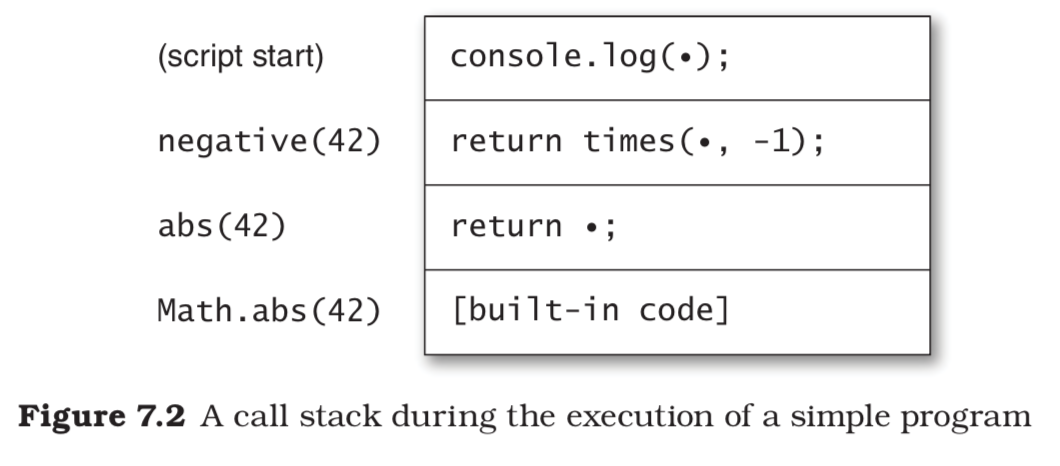 (script start) console.log(•);
negative(42) return times(•, -1);
abs(42) return •;
Math.abs(42) [built-in code]
Figure 7.2 A call stack during the execution of a simple program